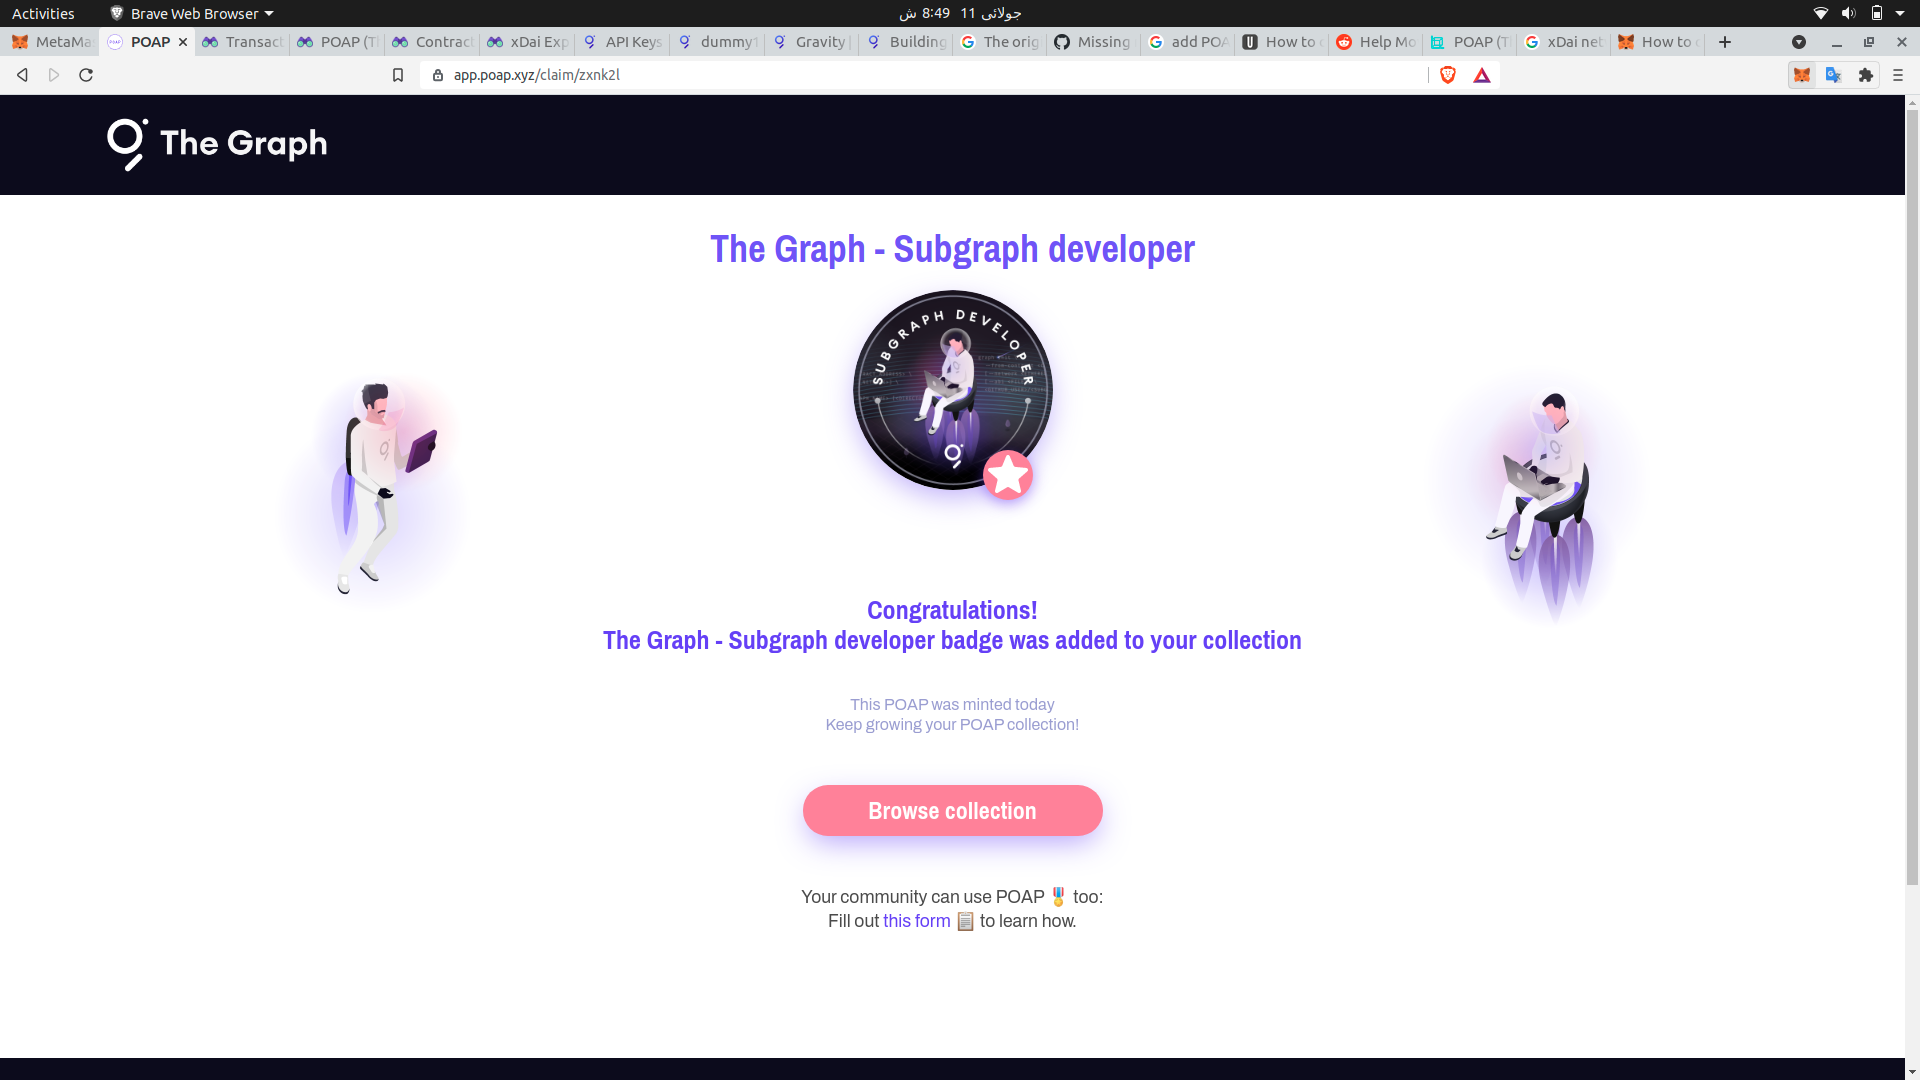 Activities
Brave Web Browser
جولائی 11 8:49 ش
MetaMas
POAP
Transact
POAP (T
Contract
xDai Exp
API Keys
dummy1
Gravity
Building
The orig
Missing
add POA
How to
Help Mo
POAP (T
xDai net
How to
app.poap.xyz/claim/zxnk2l
The Graph
The Graph - Subgraph developer
SUBGRAPH DEVELOPER
Congratulations!
The Graph - Subgraph developer badge was added to your collection
This POAP was minted today
Keep growing your POAP collection!
Browse collection
Your community can use POAP 🎖️ too:
Fill out this form 📋 to learn how.